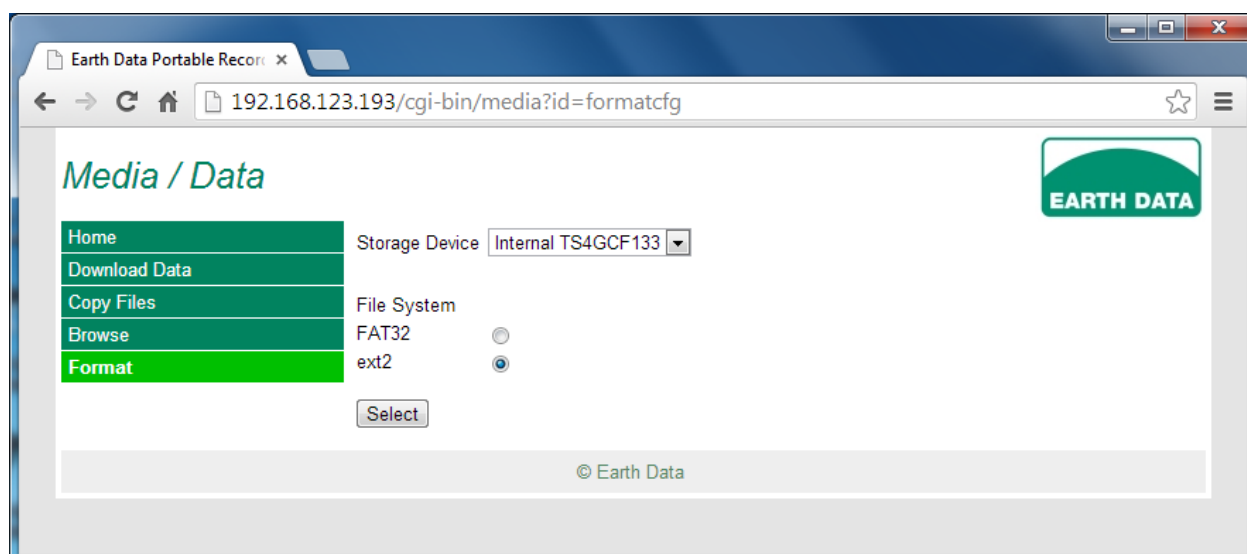 Earth Data Portable Recor
192.168.123.193/cgi-bin/media?id=formatcfg
Media / Data
EARTH DATA
Home
Download Data
Copy Files
Browse
Format
Storage Device Internal TS4GCF133
File System
FAT32
ext2
Select
© Earth Data